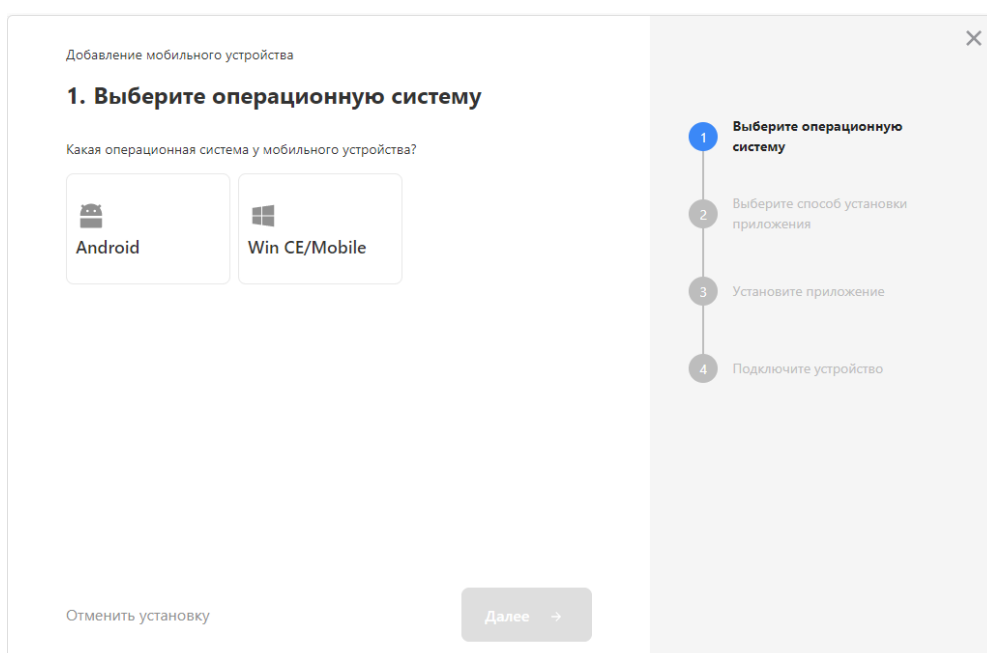 Добавление мобильного устройства
1. Выберите операционную систему
Какая операционная система у мобильного устройства?
Android
Win CE/Mobile
Отменить установку
Далее →
1
Выберите операционную
систему
2
Выберите способ установки
приложения
3
Установите приложение
4
Подключите устройство